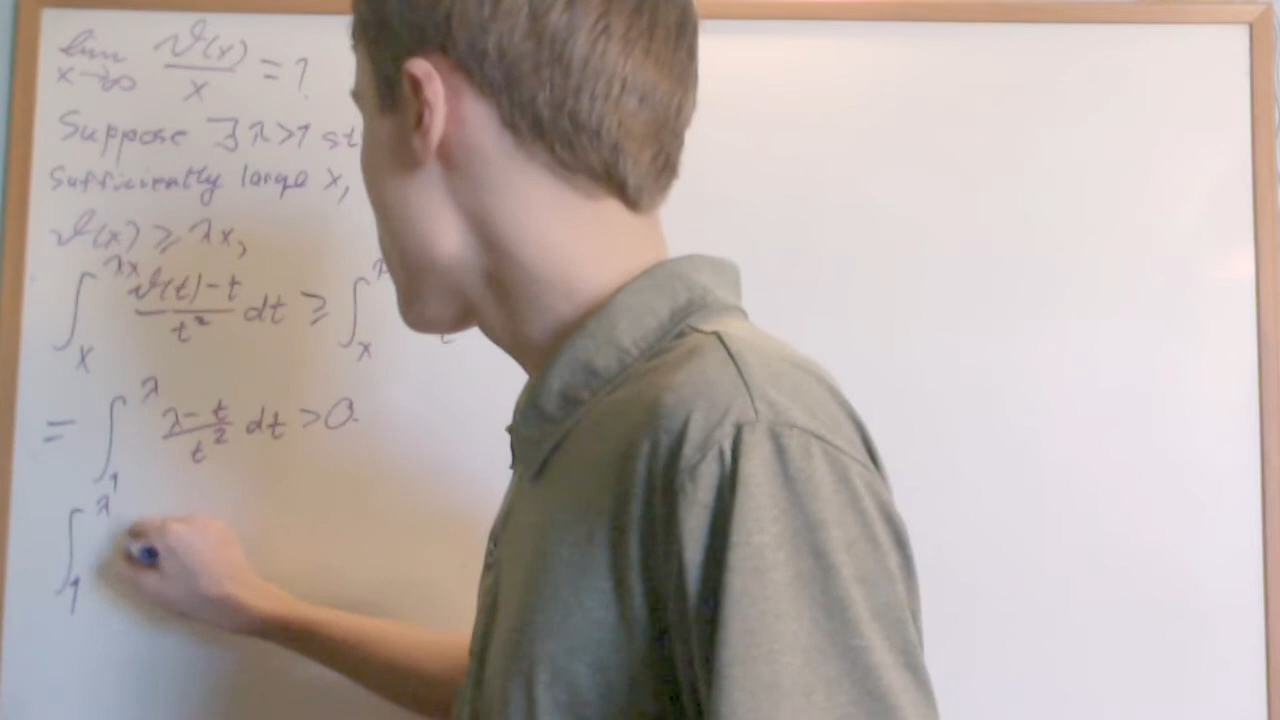 lim x→∞ ϑ(x)/x = ?
Suppose ∃ λ>1 st
sufficiently large x,
ϑ(x) ≥ λx,
∫_x^{λx} (ϑ(t)-t)/t² dt ≥ ∫_x
= ∫_1^λ (λ-t)/t² dt > 0.
∫_1^λ